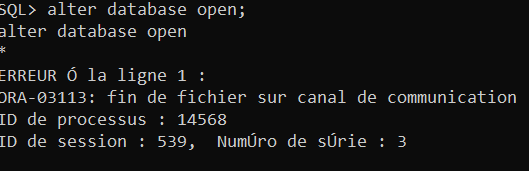 SQL> alter database open;
alter database open
*
ERREUR Ó la ligne 1 :
ORA-03113: fin de fichier sur canal de communication
ID de processus : 14568
ID de session : 539,  NumÚro de sÚrie : 3